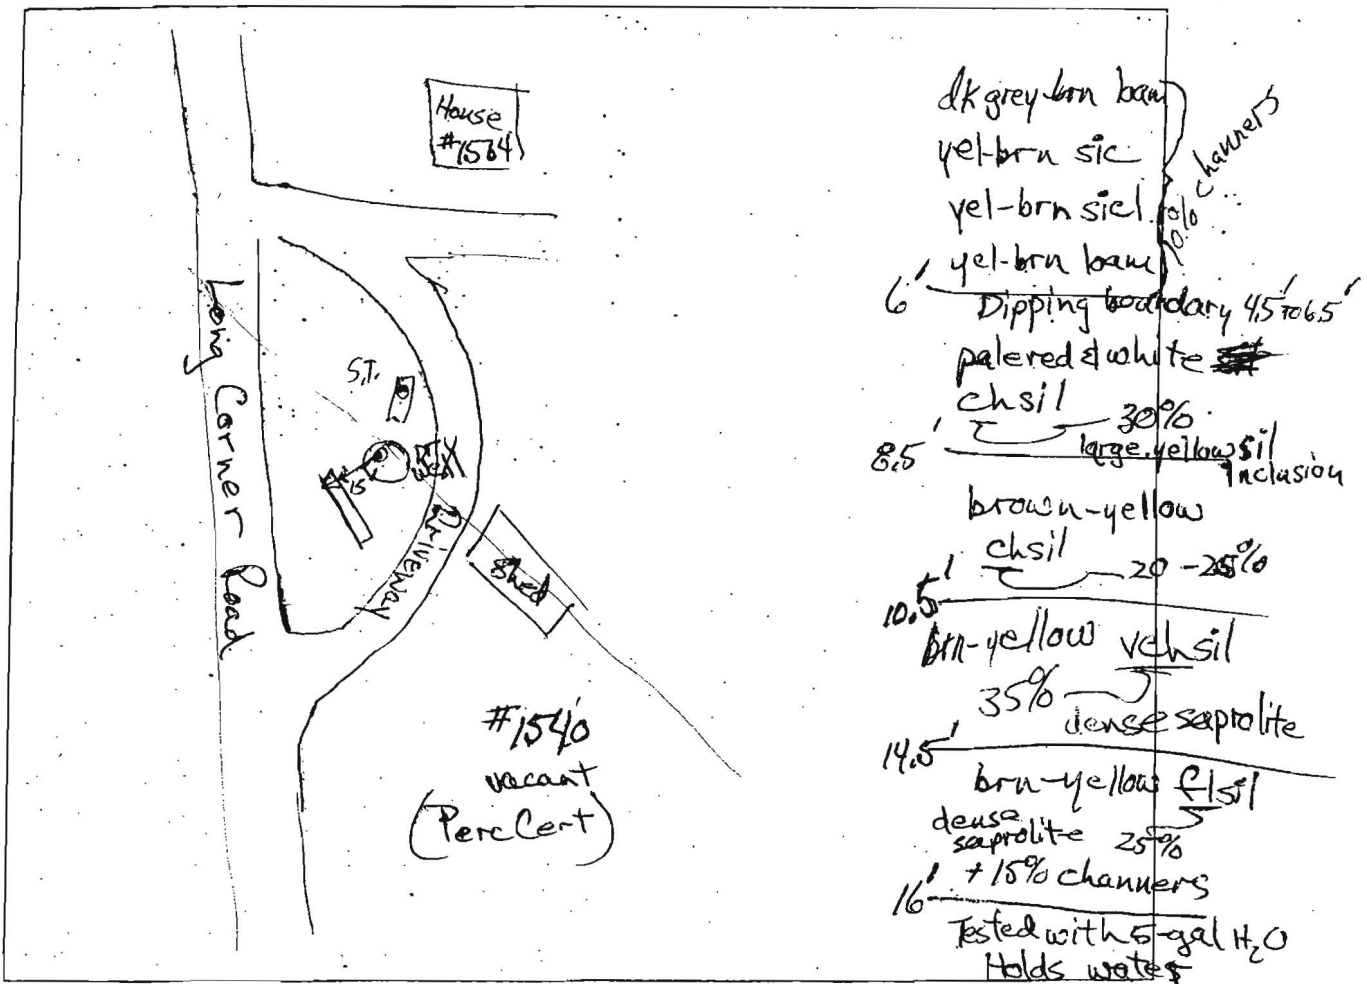 House
#1564
Long Corner Road
S.T.
15'
Driveway
Shed
#1540
vacant
(Perc Cert)
dk grey-brn loam
yel-brn sic
yel-brn sicl
yel-brn loam
10% channers
6'
Dipping boundary 4.5' to 6.5'
palered & white
chsil
30%
8.5'
large yellow sil
inclusion
brown-yellow
chsil
20-25%
10.5'
brn-yellow vchsil
35%
dense saprolite
14.5'
brn-yellow flsil
dense
saprolite 25%
+15% channers
16'
Tested with 5-gal H2O
Holds water